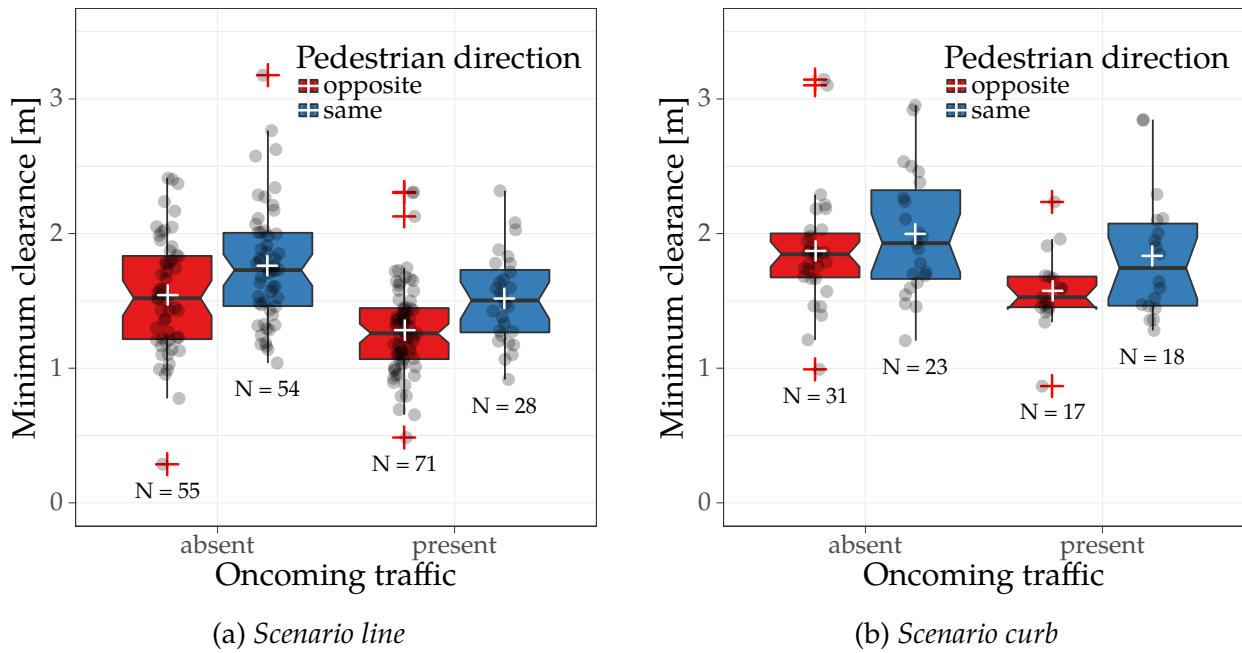 Pedestrian direction
opposite
same
Minimum clearance [m]
3
2
1
0
N = 55
N = 54
N = 71
N = 28
absent
present
Oncoming traffic
(a) Scenario line
Pedestrian direction
opposite
same
Minimum clearance [m]
3
2
1
0
N = 31
N = 23
N = 17
N = 18
absent
present
Oncoming traffic
(b) Scenario curb